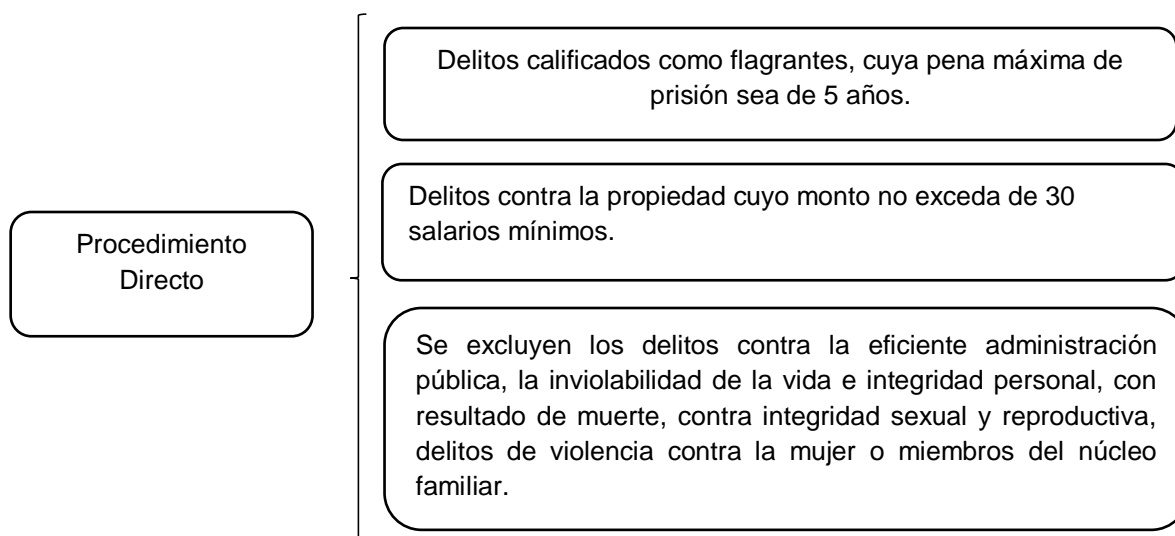 Procedimiento
Directo
Delitos calificados como flagrantes, cuya pena máxima de
prisión sea de 5 años.
Delitos contra la propiedad cuyo monto no exceda de 30
salarios mínimos.
Se excluyen los delitos contra la eficiente administración
pública, la inviolabilidad de la vida e integridad personal, con
resultado de muerte, contra integridad sexual y reproductiva,
delitos de violencia contra la mujer o miembros del núcleo
familiar.